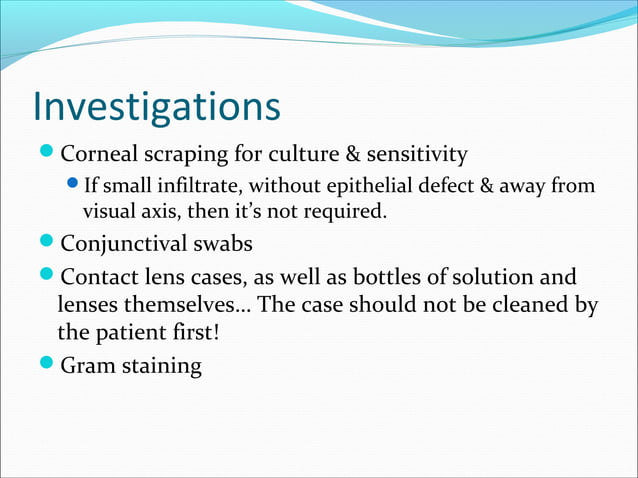 Investigations
Corneal scraping for culture & sensitivity
If small infiltrate, without epithelial defect & away from
visual axis, then it’s not required.
Conjunctival swabs
Contact lens cases, as well as bottles of solution and
lenses themselves... The case should not be cleaned by
the patient first!
Gram staining